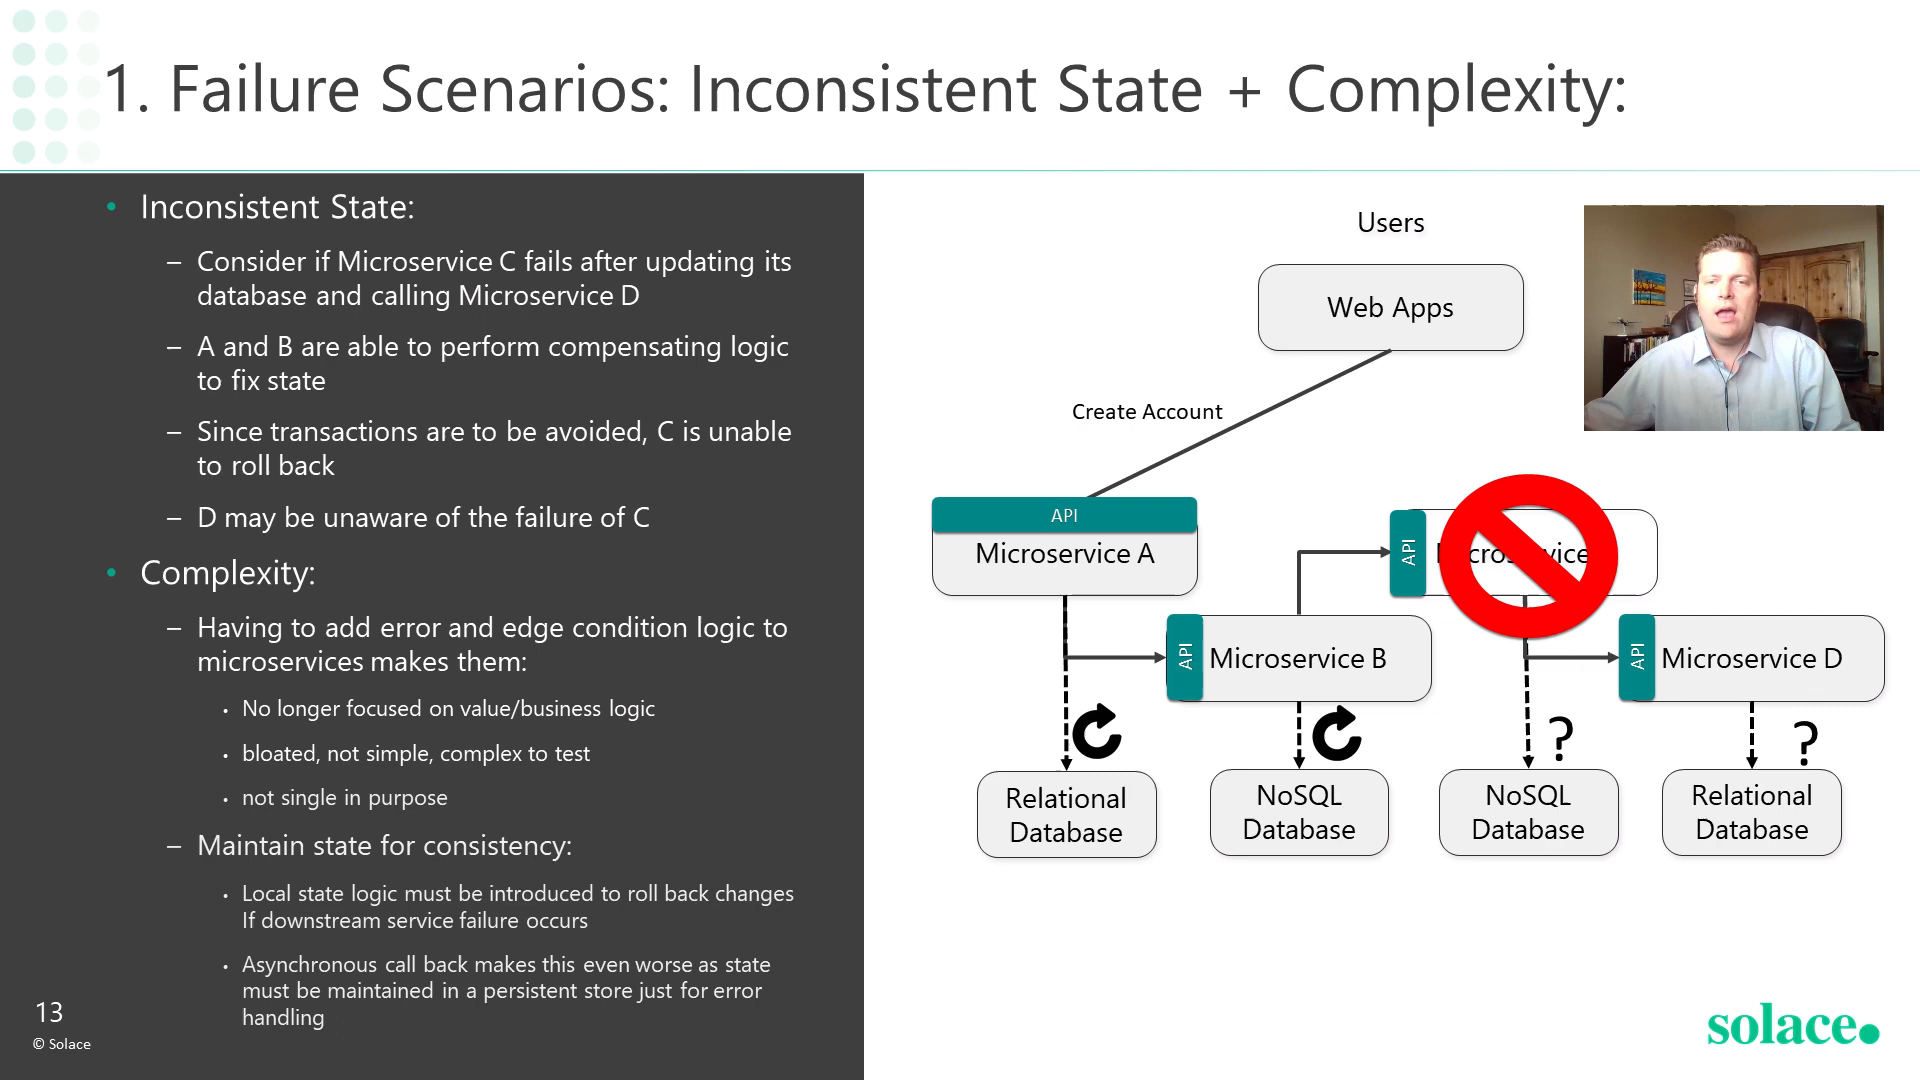 1. Failure Scenarios: Inconsistent State + Complexity:
• Inconsistent State:
– Consider if Microservice C fails after updating its
database and calling Microservice D
– A and B are able to perform compensating logic
to fix state
– Since transactions are to be avoided, C is unable
to roll back
– D may be unaware of the failure of C
• Complexity:
– Having to add error and edge condition logic to
microservices makes them:
• No longer focused on value/business logic
• bloated, not simple, complex to test
• not single in purpose
– Maintain state for consistency:
• Local state logic must be introduced to roll back changes
If downstream service failure occurs
• Asynchronous call back makes this even worse as state
must be maintained in a persistent store just for error
handling
13
© Solace
Users
Web Apps
Create Account
API
Microservice A
API
API
Microservice B
API
Microservice D
?
?
Relational
Database
NoSQL
Database
NoSQL
Database
Relational
Database
solace.